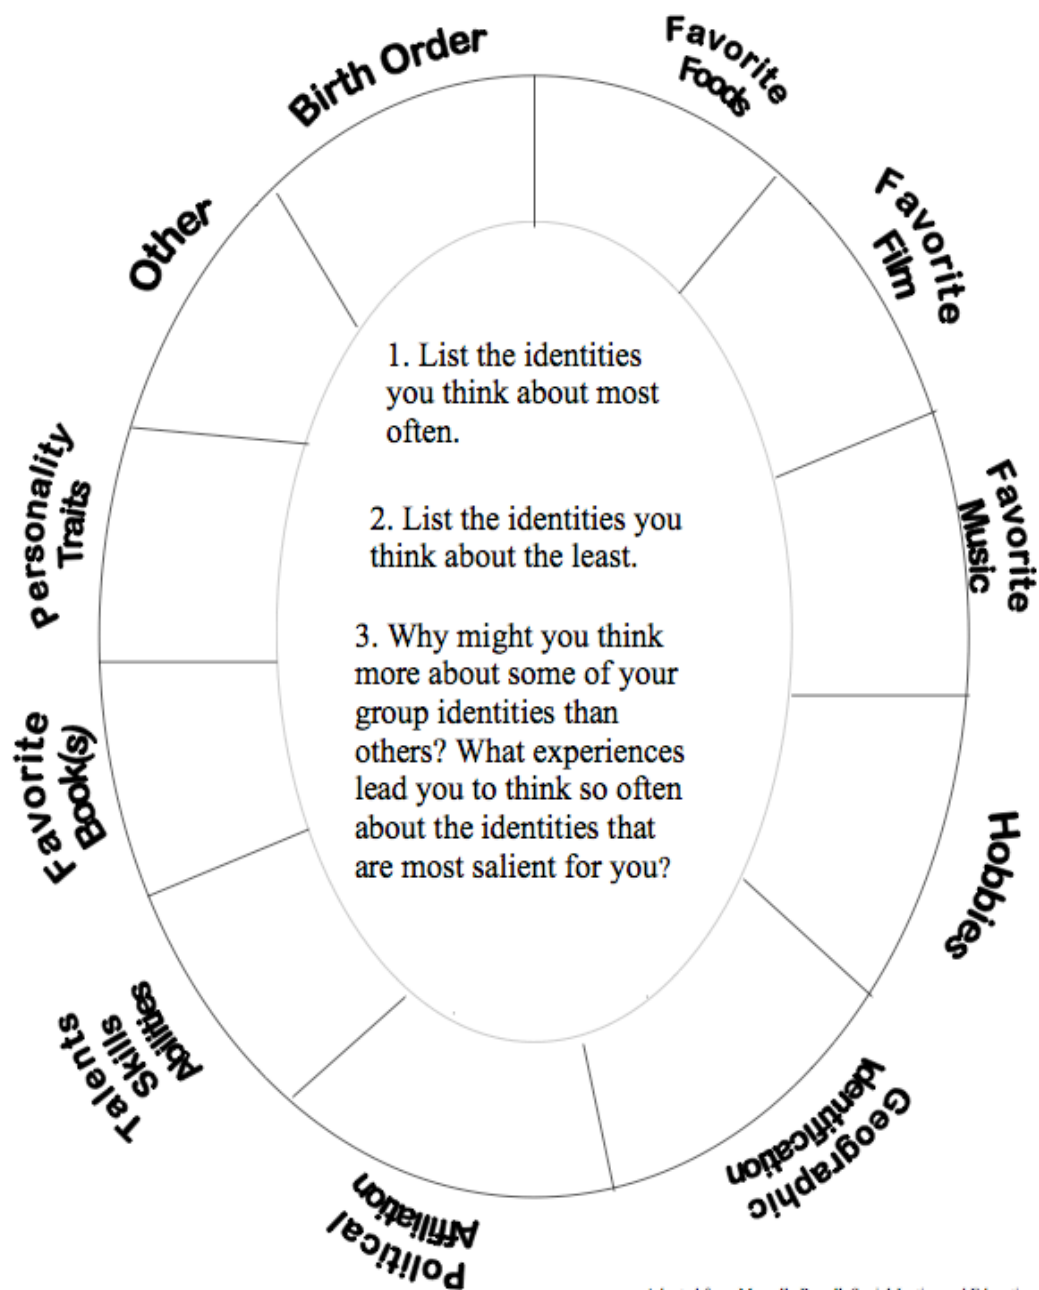 Birth Order
Favorite
Foods
Favorite
Film
Favorite
Music
Hobbies
Geographic
Identification
Political
Affiliation
Talents
Skills
Abilities
Favorite
Book(s)
Personality
Traits
Other
1. List the identities
you think about most
often.
2. List the identities you
think about the least.
3. Why might you think
more about some of your
group identities than
others? What experiences
lead you to think so often
about the identities that
are most salient for you?